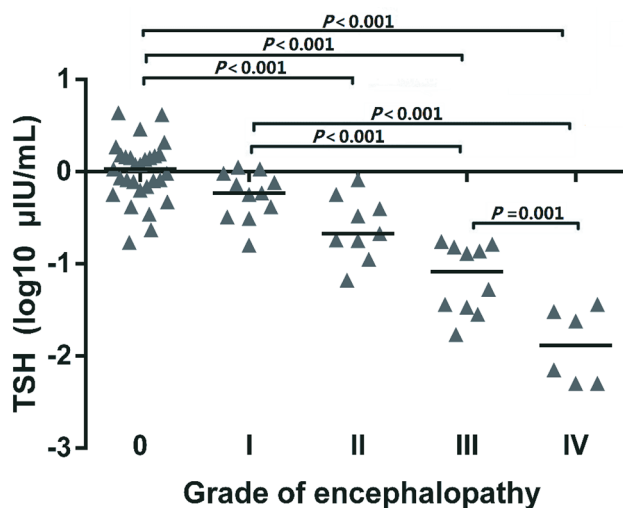 P < 0.001
P < 0.001
P < 0.001
P < 0.001
P < 0.001
P = 0.001
TSH (log10 µIU/mL)
1
0
-1
-2
-3
0 I II III IV
Grade of encephalopathy